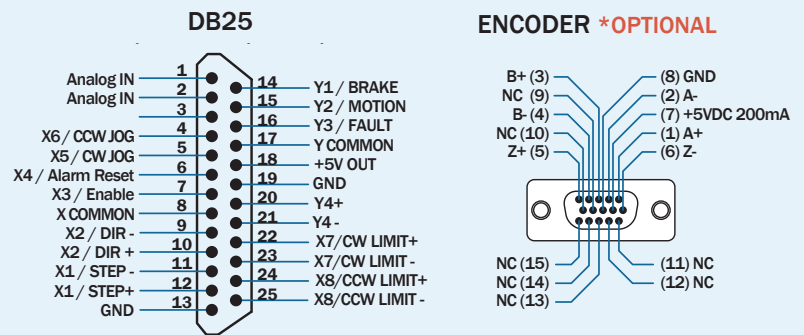 DB25
1
Analog IN
2
Analog IN
3
4
X6/ CCW JOG
5
X5/ CW JOG
6
X4 / Alarm Reset
7
X3 / Enable
8
X COMMON
9
X2 / DIR -
10
X2 / DIR +
11
X1 / STEP -
12
X1 / STEP+
13
GND
14
Y1 / BRAKE
15
Y2 / MOTION
16
Y3 / FAULT
17
Y COMMON
18
+5V OUT
19
GND
20
Y4+
21
Y4 -
22
X7/CW LIMIT+
23
X7/CW LIMIT -
24
X8/CCW LIMIT+
25
X8/CCW LIMIT -
ENCODER *OPTIONAL
B+ (3)
NC (9)
B- (4)
NC (10)
Z+ (5)
(8) GND
(2) A-
(7) +5VDC 200mA
(1) A+
(6) Z-
NC (15)
NC (14)
NC (13)
(11) NC
(12) NC